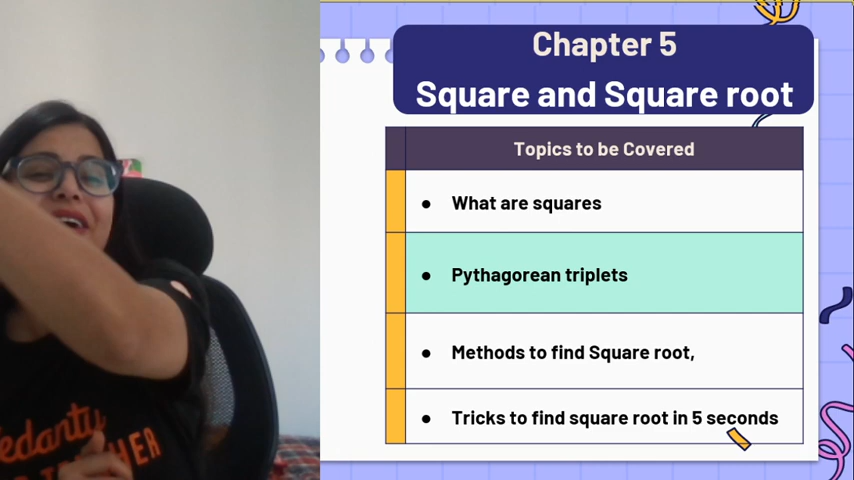 Chapter 5
Square and Square root
Topics to be Covered
• What are squares
• Pythagorean triplets
• Methods to find Square root,
• Tricks to find square root in 5 seconds